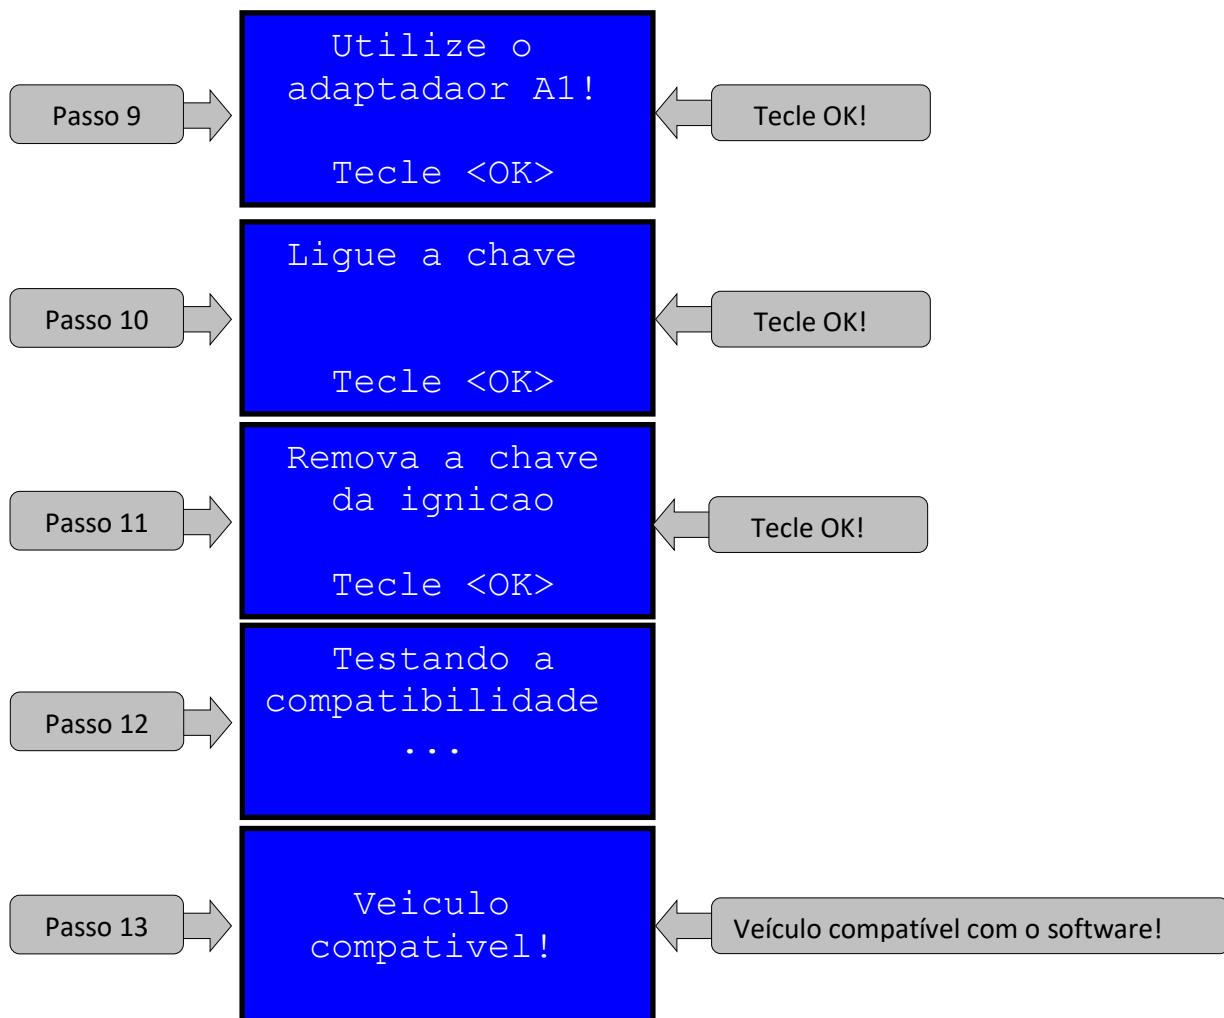 Utilize o
adaptadaor A1!
Passo 9
Tecle OK!
Tecle <OK>
Ligue a chave
Passo 10
Tecle OK!
Tecle <OK>
Remova a chave
da ignicao
Passo 11
Tecle OK!
Tecle <OK>
Testando a
compatibilidade
Passo 12
...
Veiculo
Passo 13
Veículo compatível com o software!
compativel!